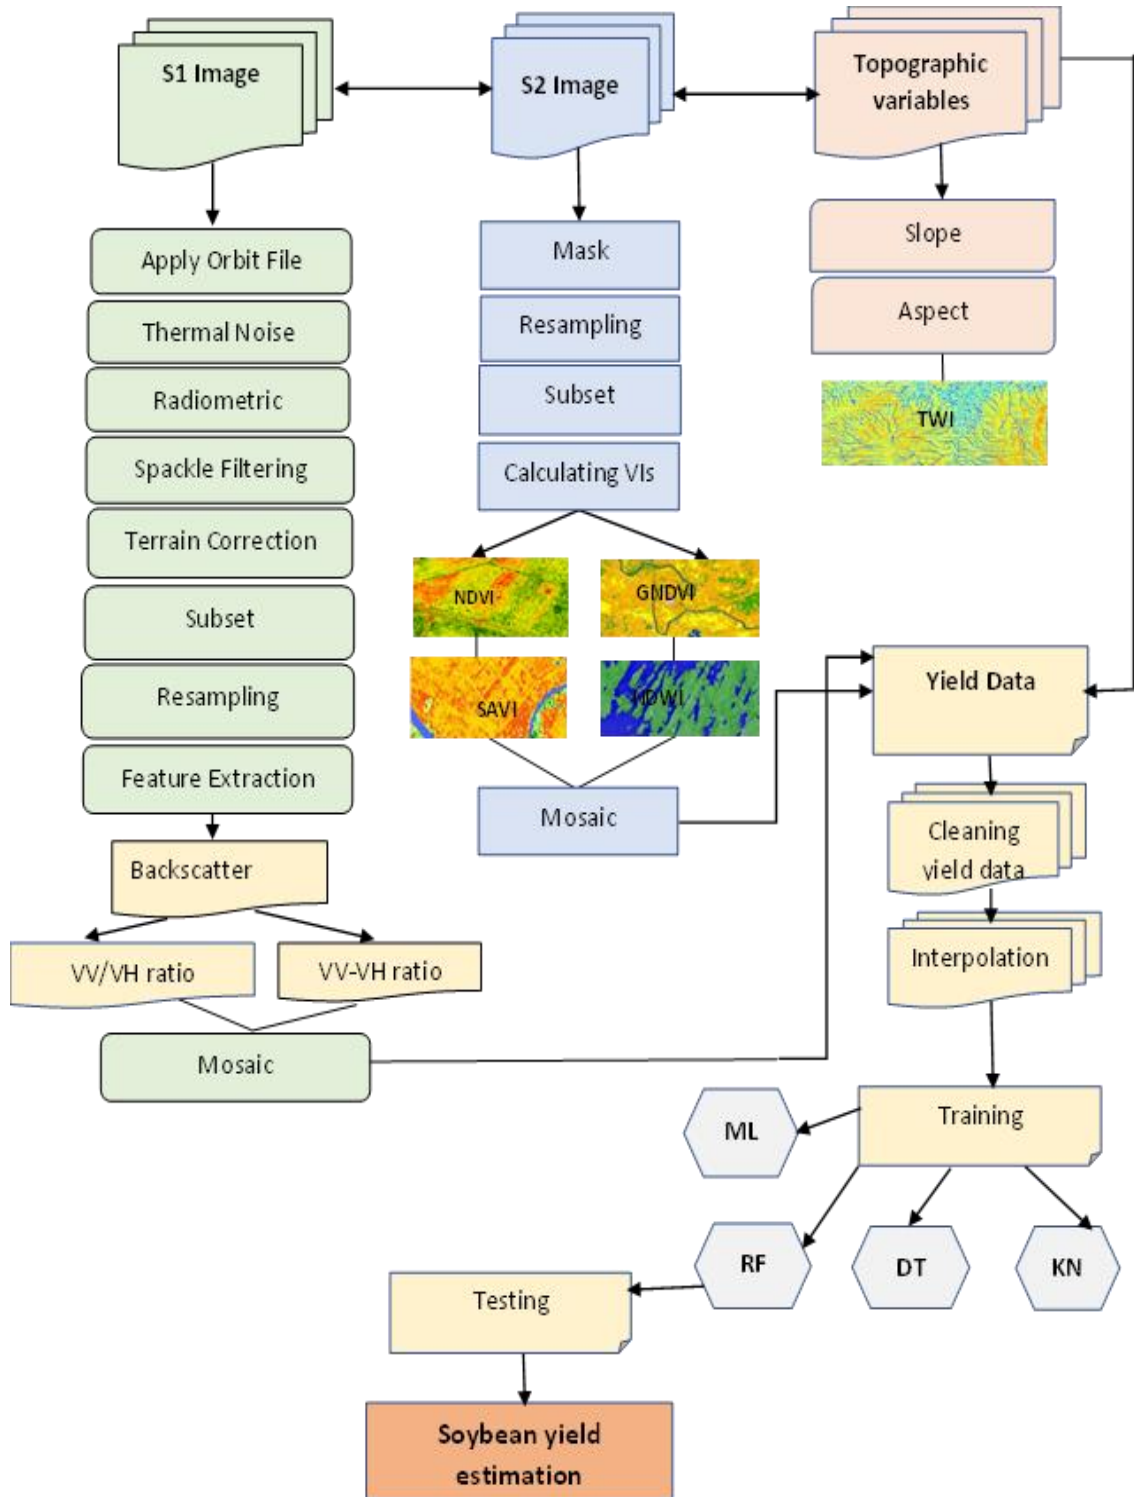 S1 Image
S2 Image
Topographic
variables
Apply Orbit File
Thermal Noise
Radiometric
Spackle Filtering
Terrain Correction
Subset
Resampling
Feature Extraction
Backscatter
VV/VH ratio
VV-VH ratio
Mosaic
Mask
Resampling
Subset
Calculating VIs
NDVI
GNDVI
SAVI
NDWI
Mosaic
Slope
Aspect
TWI
Yield Data
Cleaning
yield data
Interpolation
Training
ML
RF
DT
KN
Testing
Soybean yield
estimation